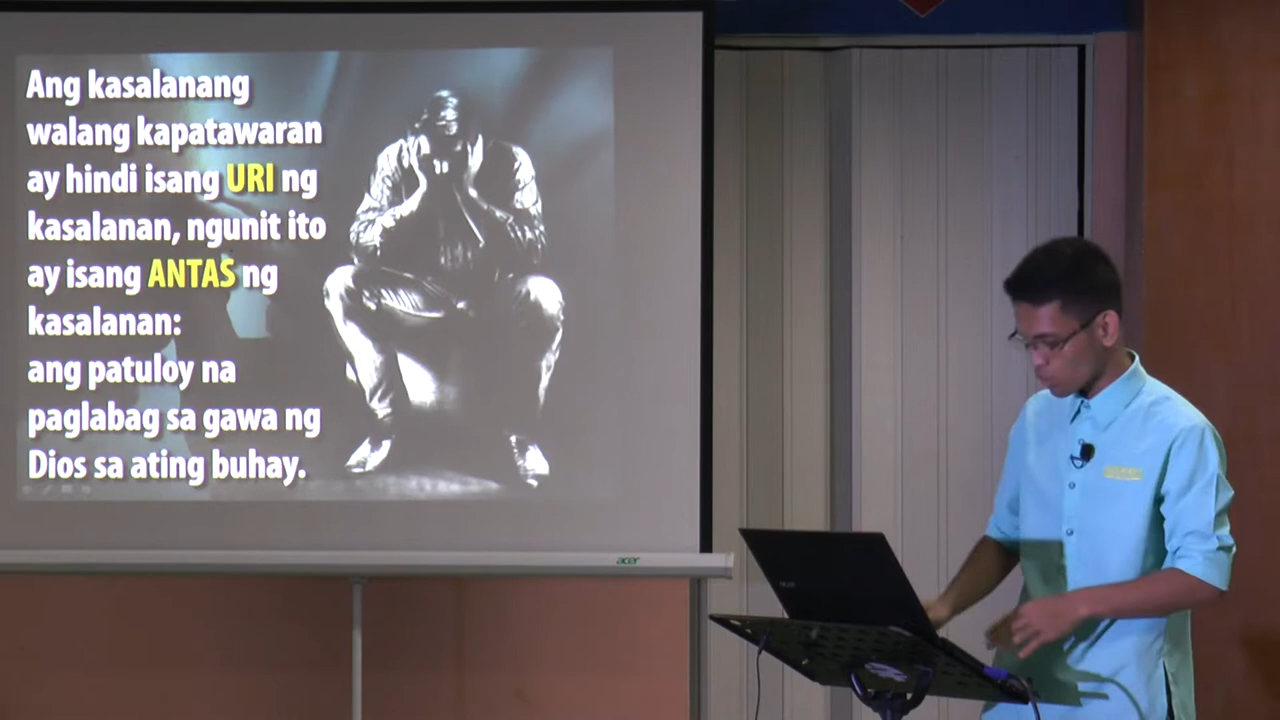 Ang kasalanang
walang kapatawaran
ay hindi isang URI ng
kasalanan, ngunit ito
ay isang ANTAS ng
kasalanan:
ang patuloy na
paglabag sa gawa ng
Dios sa ating buhay.
acer